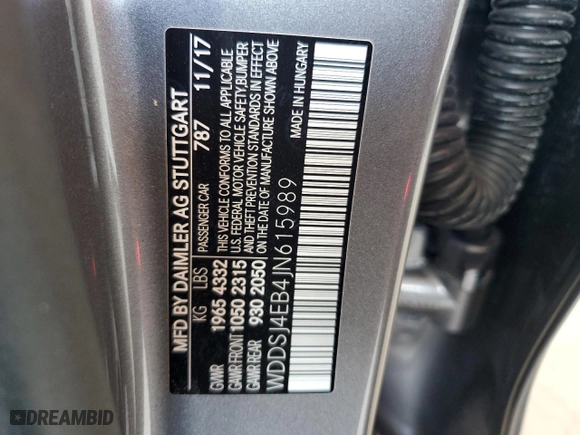 MFD BY DAIMLER AG STUTTGART
PASSENGER CAR 787 11/17
KG LBS
GVWR 1965 4332
GAWR FRONT 1050 2315
GAWR REAR 930 2050
THIS VEHICLE CONFORMS TO ALL APPLICABLE
U.S. FEDERAL MOTOR VEHICLE SAFETY,BUMPER
AND THEFT PREVENTION STANDARDS IN EFFECT
ON THE DATE OF MANUFACTURE SHOWN ABOVE
MADE IN HUNGARY
WDDSJ4EB4JN615989
DREAMBID